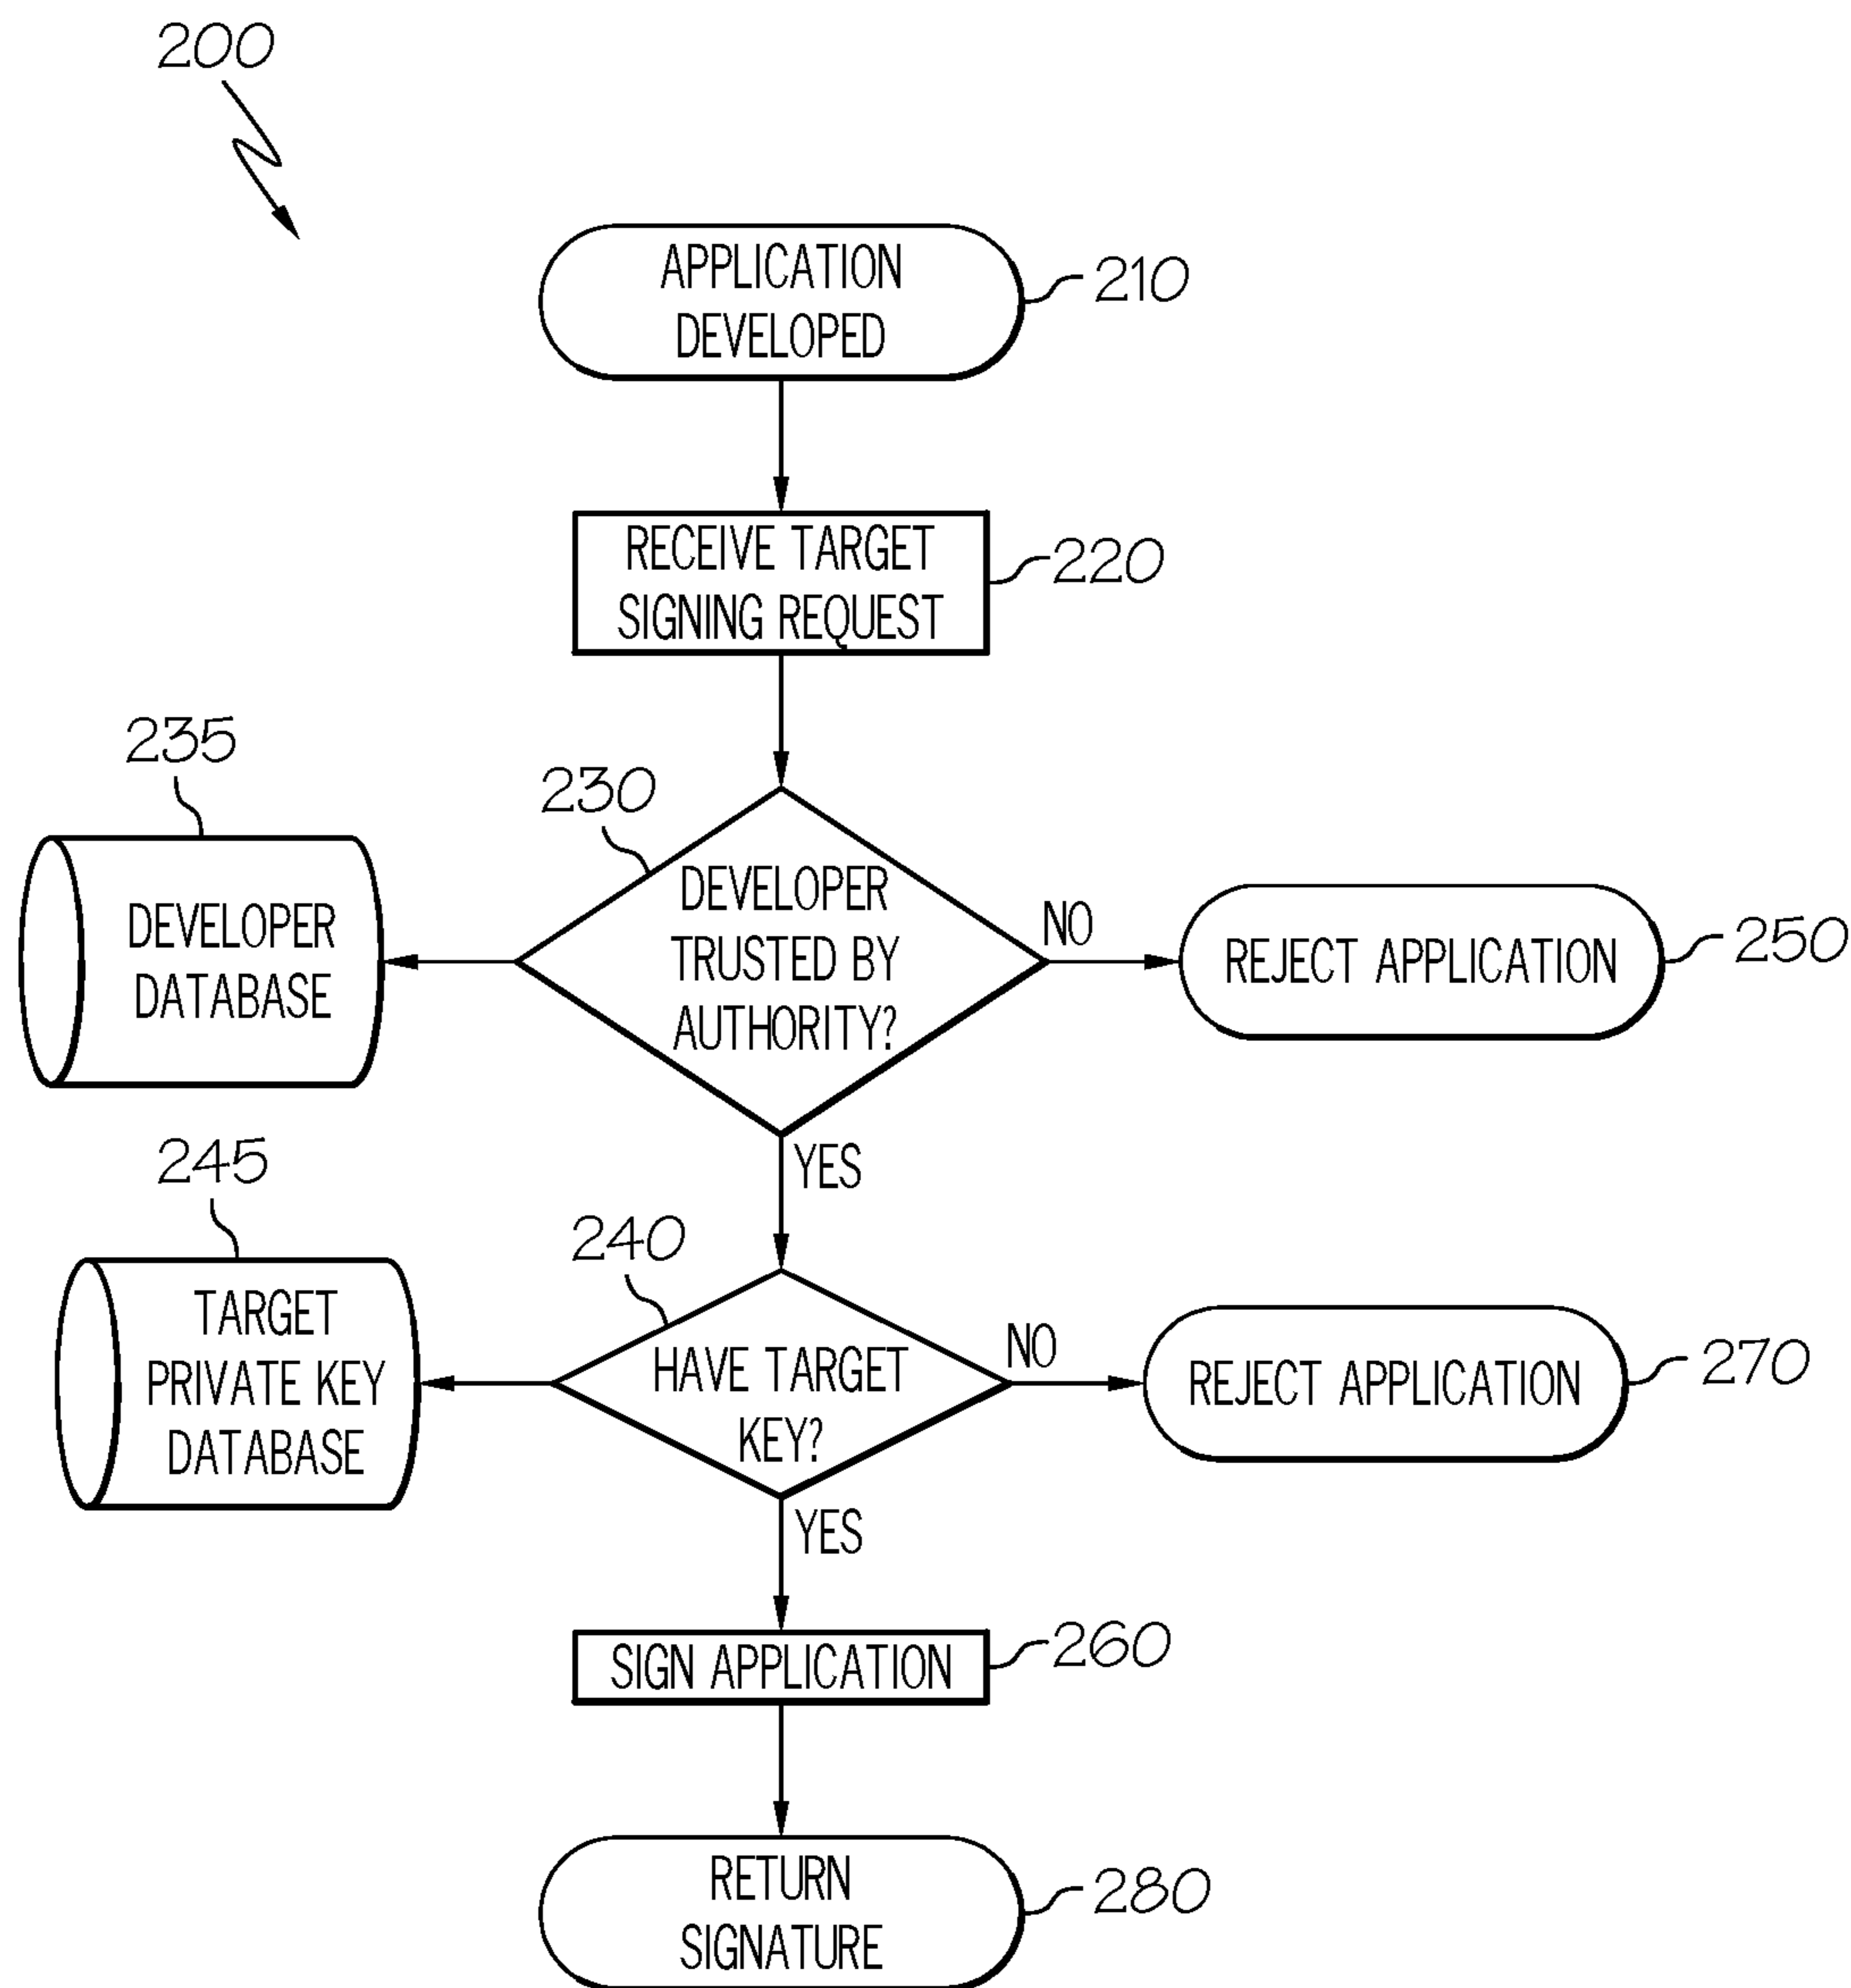 200
APPLICATION
DEVELOPED
210
RECEIVE TARGET
SIGNING REQUEST
220
235
230
DEVELOPER
DATABASE
DEVELOPER
TRUSTED BY
AUTHORITY?
NO
REJECT APPLICATION
250
YES
245
240
TARGET
PRIVATE KEY
DATABASE
HAVE TARGET
KEY?
NO
REJECT APPLICATION
270
YES
SIGN APPLICATION
260
RETURN
SIGNATURE
280